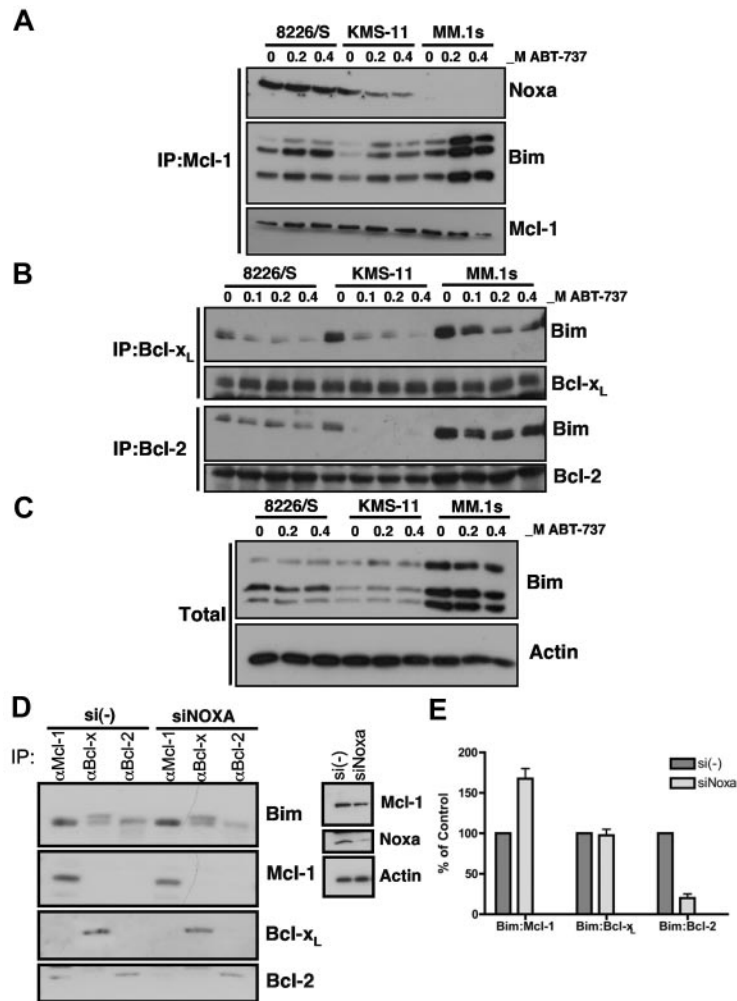 A
8226/S KMS-11 MM.1s
0 0.2 0.4 0 0.2 0.4 0 0.2 0.4 _M ABT-737
Noxa
IP:Mcl-1
Bim
Mcl-1
B
8226/S KMS-11 MM.1s
0 0.1 0.2 0.4 0 0.1 0.2 0.4 0 0.1 0.2 0.4 _M ABT-737
IP:Bcl-xL
Bim
Bcl-xL
IP:Bcl-2
Bim
Bcl-2
C
8226/S KMS-11 MM.1s
0 0.2 0.4 0 0.2 0.4 0 0.2 0.4 _M ABT-737
Total
Bim
Actin
D
si(-) siNOXA
IP: αMcl-1 αBcl-x αBcl-2 αMcl-1 αBcl-x αBcl-2
Bim
Mcl-1
Bcl-xL
Bcl-2
si(-) siNoxa
Mcl-1
Noxa
Actin
E
% of Control
200
150
100
50
0
si(-)
siNoxa
Bim:Mcl-1 Bim:Bcl-xL Bim:Bcl-2